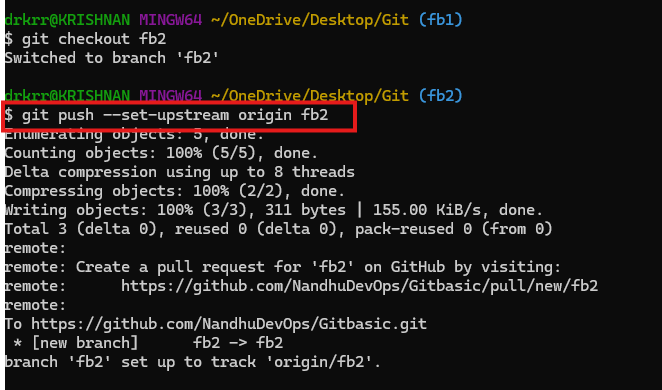 drkrr@KRISHNAN MINGW64 ~/OneDrive/Desktop/Git (fb1)
$ git checkout fb2
Switched to branch 'fb2'
drkrr@KRISHNAN MINGW64 ~/OneDrive/Desktop/Git (fb2)
$ git push --set-upstream origin fb2
Enumerating objects: 5, done.
Counting objects: 100% (5/5), done.
Delta compression using up to 8 threads
Compressing objects: 100% (2/2), done.
Writing objects: 100% (3/3), 311 bytes | 155.00 KiB/s, done.
Total 3 (delta 0), reused 0 (delta 0), pack-reused 0 (from 0)
remote:
remote: Create a pull request for 'fb2' on GitHub by visiting:
remote:      https://github.com/NandhuDevOps/Gitbasic/pull/new/fb2
remote:
To https://github.com/NandhuDevOps/Gitbasic.git
 * [new branch]      fb2 -> fb2
branch 'fb2' set up to track 'origin/fb2'.